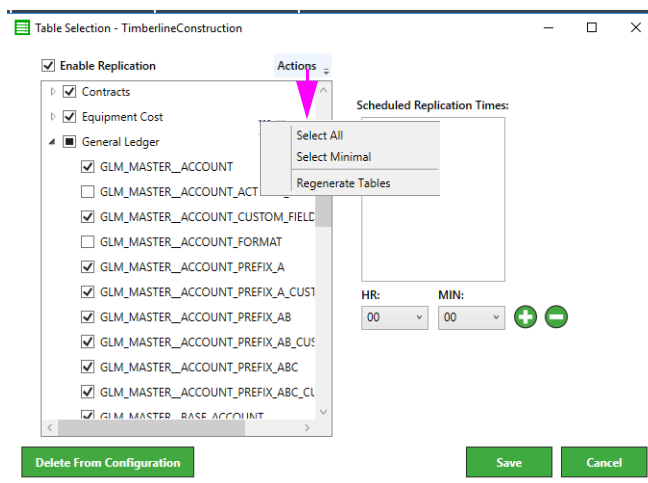 Table Selection - TimberlineConstruction
Enable Replication
Actions
Contracts
Equipment Cost
General Ledger
GLM_MASTER__ACCOUNT
GLM_MASTER__ACCOUNT_ACT
GLM_MASTER__ACCOUNT_CUSTOM_FIELD
GLM_MASTER__ACCOUNT_FORMAT
GLM_MASTER__ACCOUNT_PREFIX_A
GLM_MASTER__ACCOUNT_PREFIX_A_CUST
GLM_MASTER__ACCOUNT_PREFIX_AB
GLM_MASTER__ACCOUNT_PREFIX_AB_CUS
GLM_MASTER__ACCOUNT_PREFIX_ABC
GLM_MASTER__ACCOUNT_PREFIX_ABC_CU
GLM_MASTER__BASE_ACCOUNT
Select All
Select Minimal
Regenerate Tables
Scheduled Replication Times:
HR: MIN:
00 00
Delete From Configuration
Save
Cancel